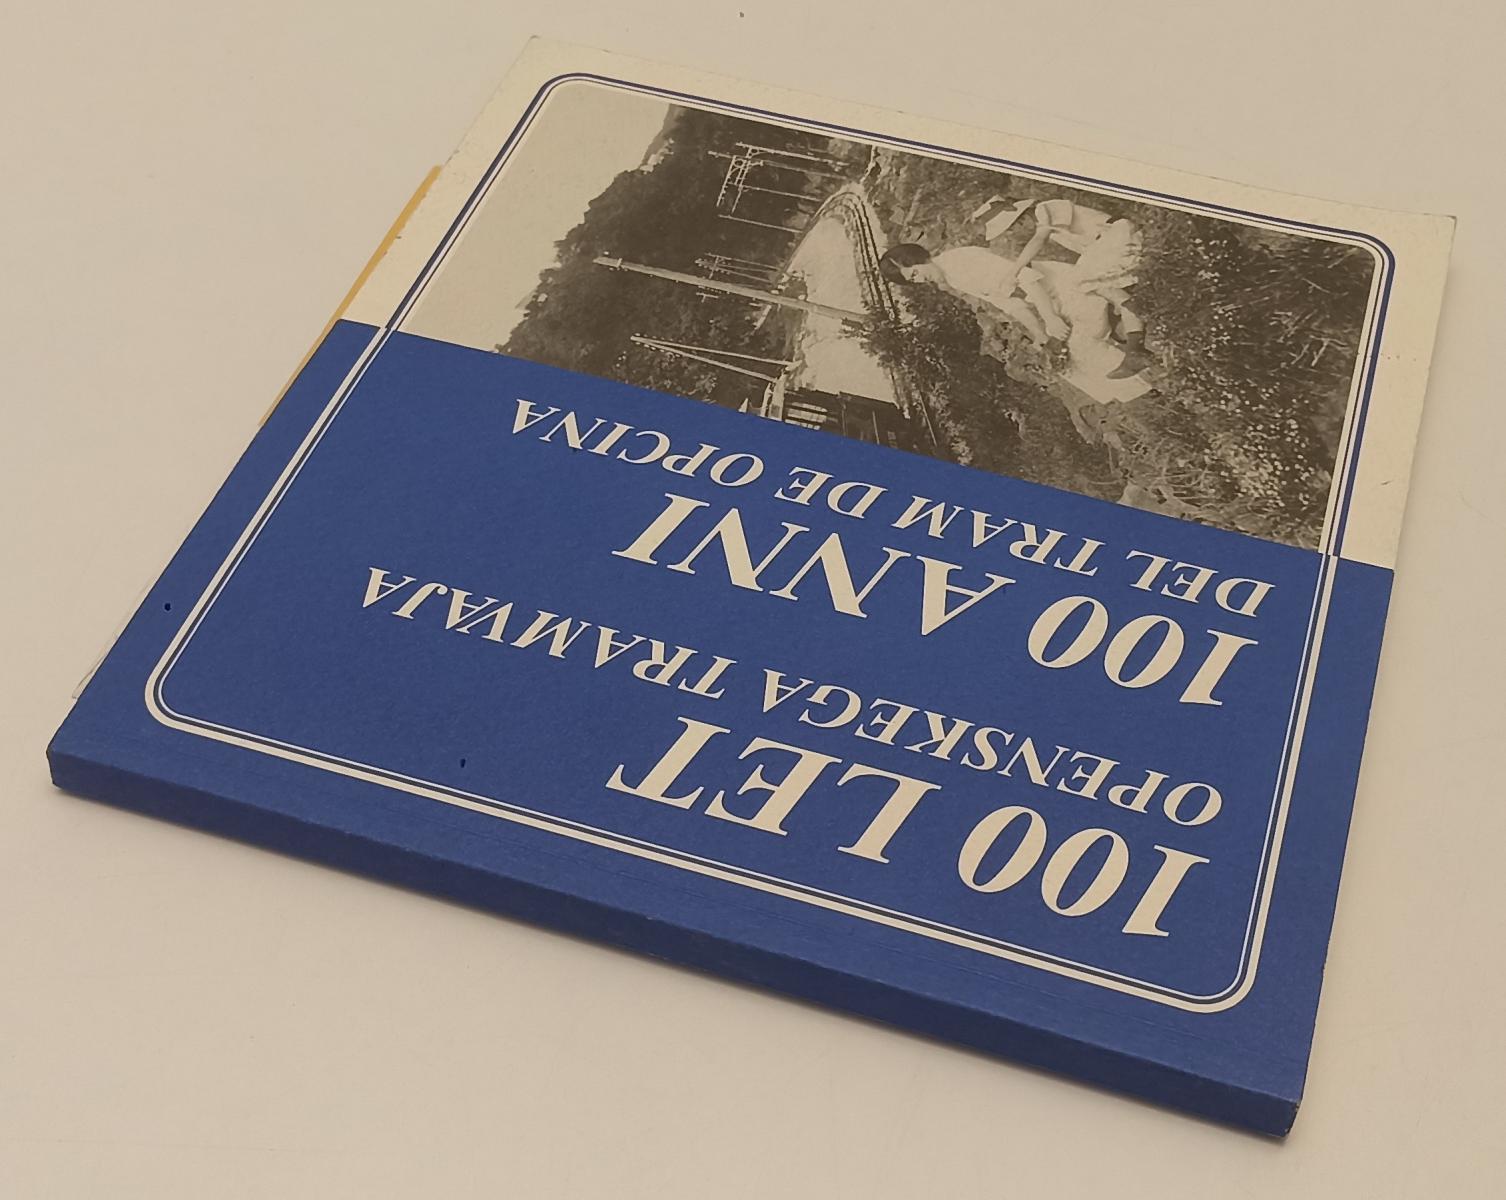 100 LET
OPENSKEGA TRAMVAJA
100 ANNI
DEL TRAM DE OPCINA